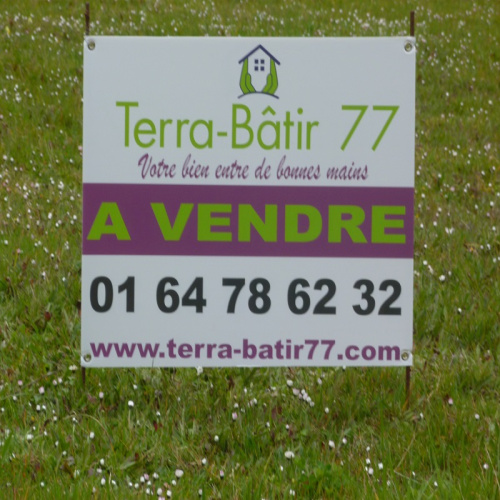 Terra-Bâtir 77
Votre bien entre de bonnes mains
A VENDRE
01 64 78 62 32
www.terra-batir77.com